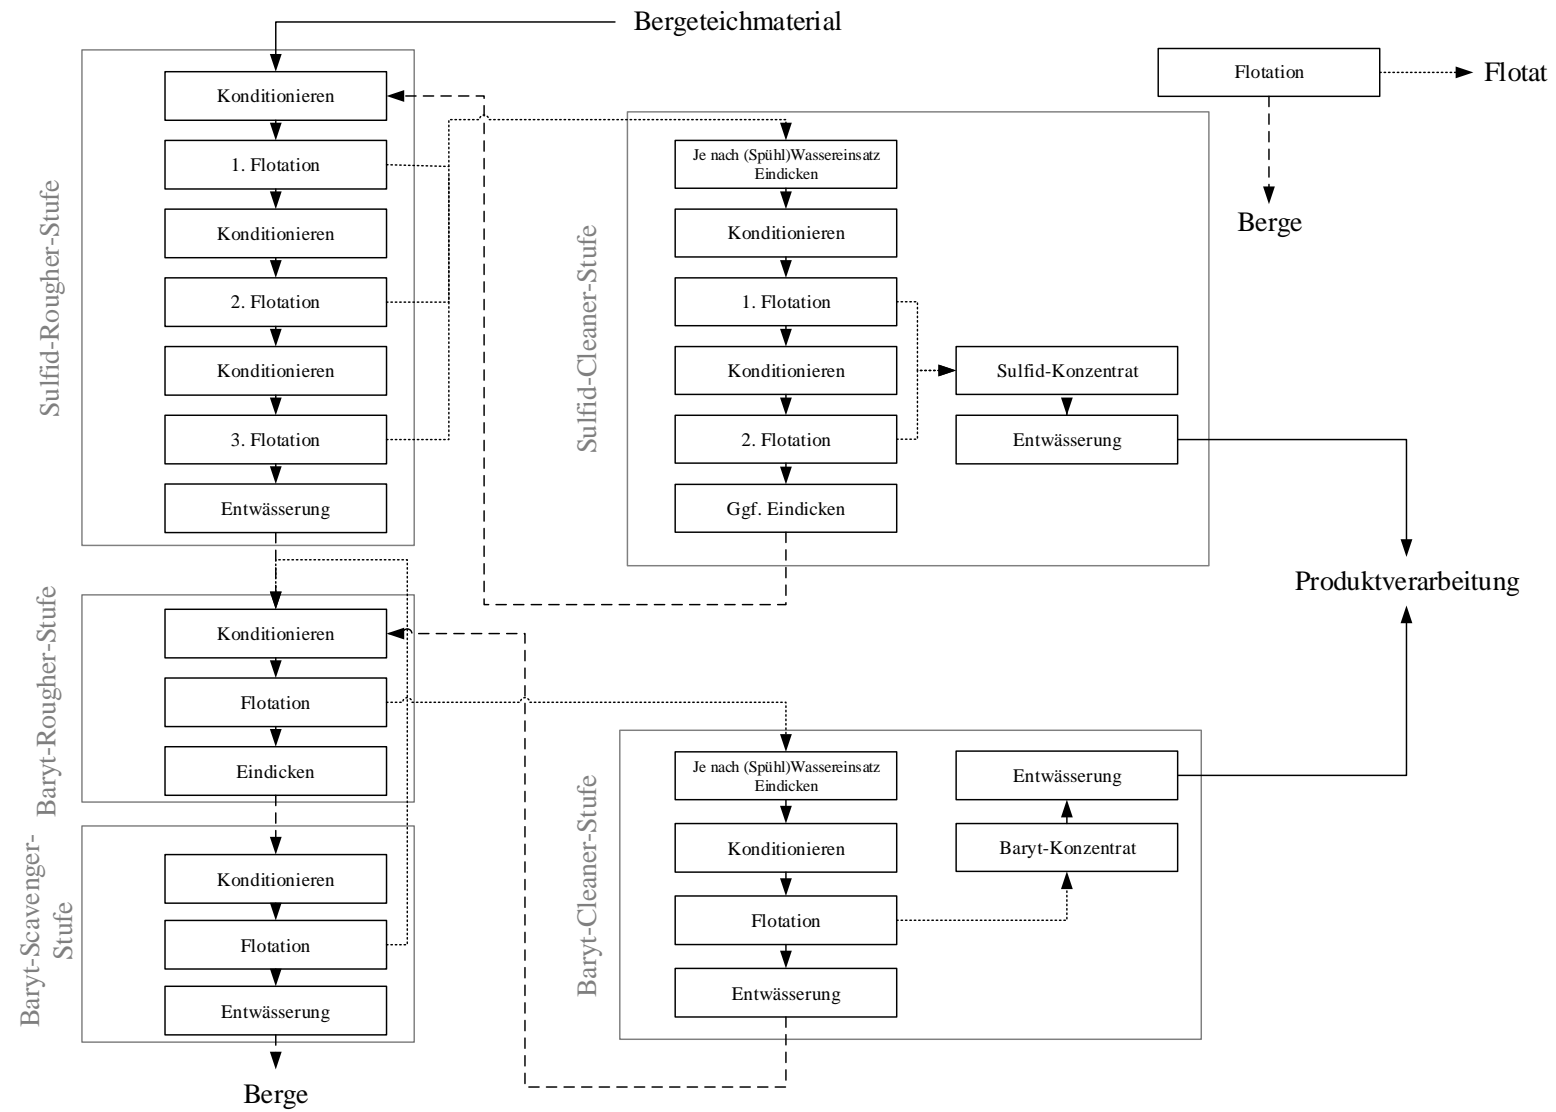 Bergeteichmaterial
Sulfid-Rougher-Stufe
Konditionieren
1. Flotation
Konditionieren
2. Flotation
Konditionieren
3. Flotation
Entwässerung
Sulfid-Cleaner-Stufe
Je nach (Spühl)Wassereinsatz
Eindicken
Konditionieren
1. Flotation
Konditionieren
2. Flotation
Ggf. Eindicken
Sulfid-Konzentrat
Entwässerung
Flotation
Flotat
Berge
Produktverarbeitung
Baryt-Rougher-Stufe
Konditionieren
Flotation
Eindicken
Baryt-Scavenger-
Stufe
Konditionieren
Flotation
Entwässerung
Berge
Baryt-Cleaner-Stufe
Je nach (Spühl)Wassereinsatz
Eindicken
Konditionieren
Flotation
Entwässerung
Entwässerung
Baryt-Konzentrat